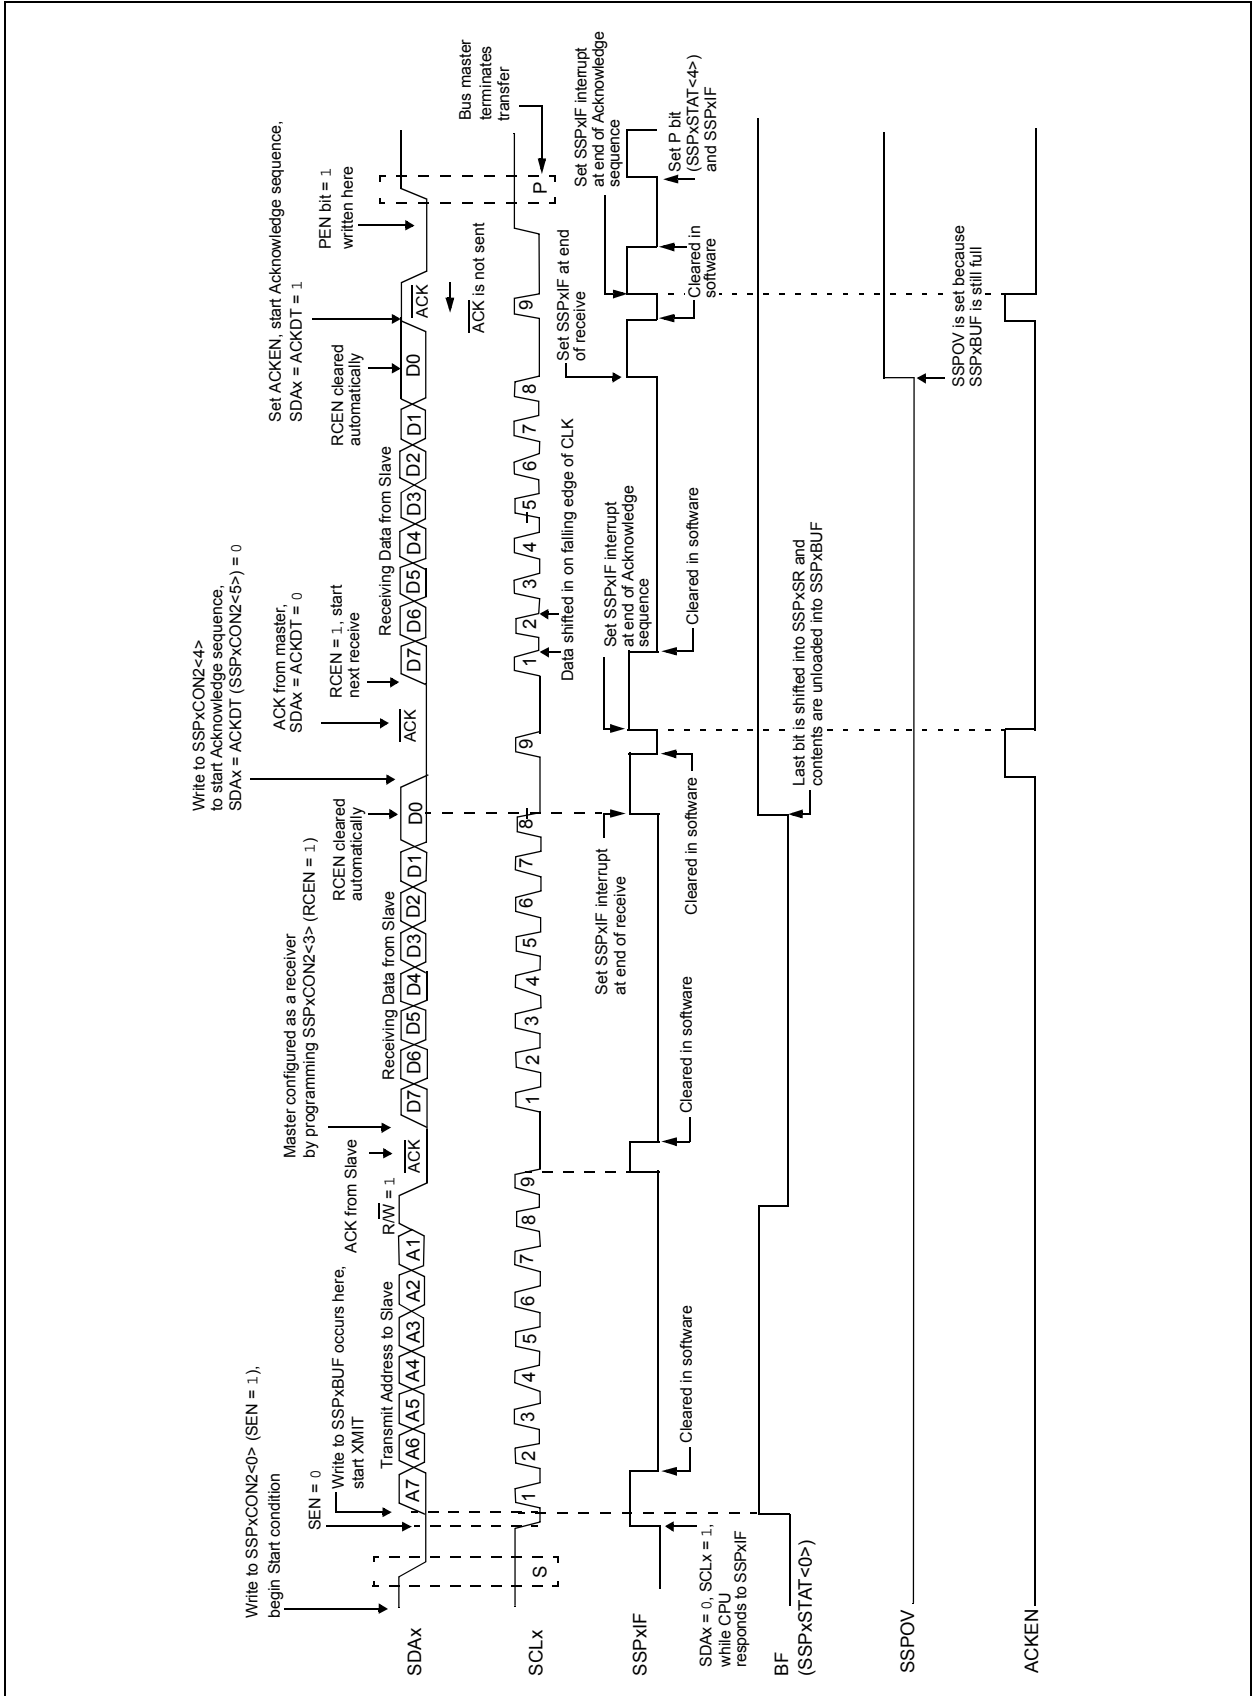 Write to SSPxCON2<0> (SEN = 1),
begin Start condition
SEN = 0
Write to SSPxBUF occurs here,
start XMIT
Transmit Address to Slave
R/W = 1
ACK from Slave
Master configured as a receiver
by programming SSPxCON2<3> (RCEN = 1)
Receiving Data from Slave
RCEN cleared
automatically
Write to SSPxCON2<4>
to start Acknowledge sequence,
SDAx = ACKDT (SSPxCON2<5>) = 0
ACK from master,
SDAx = ACKDT = 0
RCEN = 1, start
next receive
Receiving Data from Slave
RCEN cleared
automatically
Set ACKEN, start Acknowledge sequence,
SDAx = ACKDT = 1
PEN bit = 1
written here
SDAx
A7 A6 A5 A4 A3 A2 A1 ACK D7 D6 D5 D4 D3 D2 D1 D0 ACK D7 D6 D5 D4 D3 D2 D1 D0 ACK
ACK is not sent
Bus master
terminates
transfer
SCLx
S 1 2 3 4 5 6 7 8 9 1 2 3 4 5 6 7 8 9 1 2 3 4 5 6 7 8 9 P
Data shifted in on falling edge of CLK
Set SSPxIF interrupt
at end of receive
Set SSPxIF interrupt
at end of Acknowledge
sequence
Set SSPxIF at end
of receive
Set SSPxIF interrupt
at end of Acknowledge
sequence
SSPxIF
SDAx = 0, SCLx = 1,
while CPU
responds to SSPxIF
Cleared in software
Cleared in software
Cleared in software
Cleared in software
Cleared in
software
Set P bit
(SSPxSTAT<4>)
and SSPxIF
BF
(SSPxSTAT<0>)
Last bit is shifted into SSPxSR and
contents are unloaded into SSPxBUF
SSPOV
SSPOV is set because
SSPxBUF is still full
ACKEN